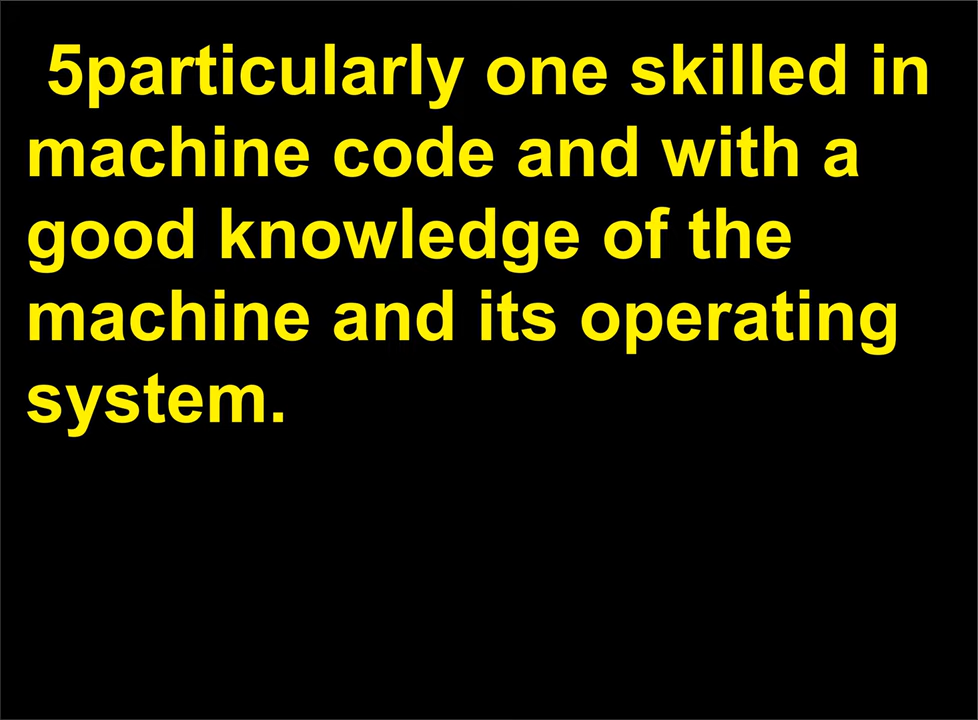 5particularly one skilled in
machine code and with a
good knowledge of the
machine and its operating
system.